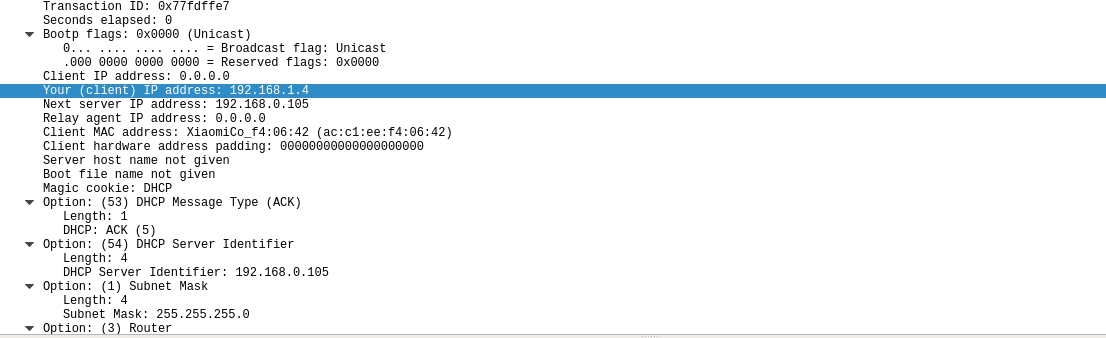 Transaction ID: 0x77fdffe7
Seconds elapsed: 0
Bootp flags: 0x0000 (Unicast)
0... .... .... .... = Broadcast flag: Unicast
.000 0000 0000 0000 = Reserved flags: 0x0000
Client IP address: 0.0.0.0
Your (client) IP address: 192.168.1.4
Next server IP address: 192.168.0.105
Relay agent IP address: 0.0.0.0
Client MAC address: XiaomiCo_f4:06:42 (ac:c1:ee:f4:06:42)
Client hardware address padding: 00000000000000000000
Server host name not given
Boot file name not given
Magic cookie: DHCP
Option: (53) DHCP Message Type (ACK)
Length: 1
DHCP: ACK (5)
Option: (54) DHCP Server Identifier
Length: 4
DHCP Server Identifier: 192.168.0.105
Option: (1) Subnet Mask
Length: 4
Subnet Mask: 255.255.255.0
Option: (3) Router